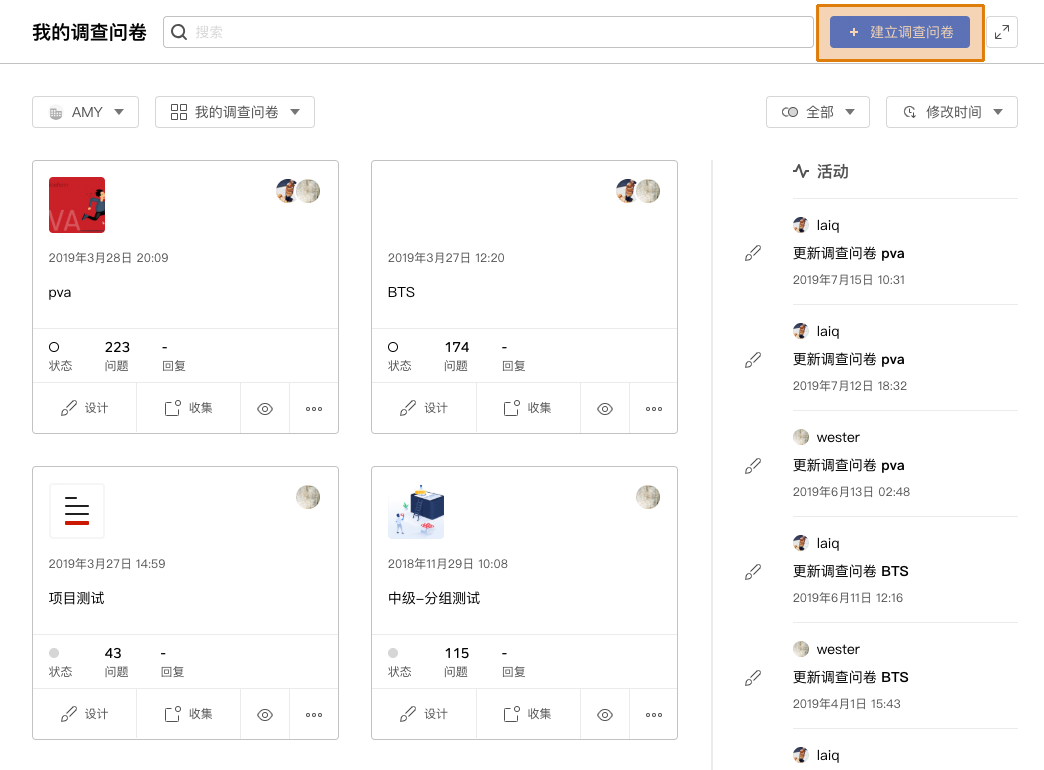 我的调查问卷
搜索
+ 建立调查问卷
AMY
我的调查问卷
全部
修改时间
VA
2019年3月28日 20:09
pva
223
-
状态
问题
回复
设计
收集
2019年3月27日 12:20
BTS
174
-
状态
问题
回复
设计
收集
2019年3月27日 14:59
项目测试
43
-
状态
问题
回复
设计
收集
2018年11月29日 10:08
中级-分组测试
115
-
状态
问题
回复
设计
收集
活动
laiq
更新调查问卷 pva
2019年7月15日 10:31
laiq
更新调查问卷 pva
2019年7月12日 18:32
wester
更新调查问卷 pva
2019年6月13日 02:48
laiq
更新调查问卷 BTS
2019年6月11日 12:16
wester
更新调查问卷 BTS
2019年4月1日 15:43
laiq